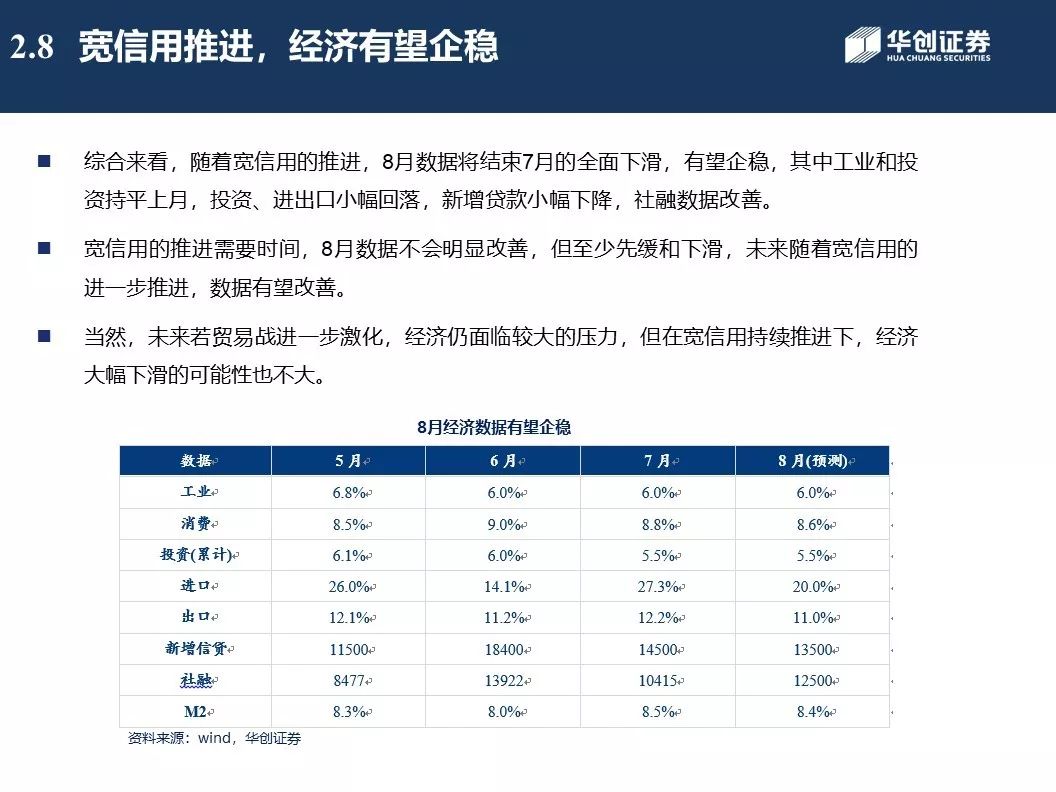 2.8 宽信用推进，经济有望企稳
华创证券
HUA CHUANG SECURITIES
综合来看，随着宽信用的推进，8月数据将结束7月的全面下滑，有望企稳，其中工业和投
资持平上月，投资、进出口小幅回落，新增贷款小幅下降，社融数据改善。
宽信用的推进需要时间，8月数据不会明显改善，但至少先缓和下滑，未来随着宽信用的
进一步推进，数据有望改善。
当然，未来若贸易战进一步激化，经济仍面临较大的压力，但在宽信用持续推进下，经济
大幅下滑的可能性也不大。
8月经济数据有望企稳
数据 5月 6月 7月 8月(预测)
工业 6.8% 6.0% 6.0% 6.0%
消费 8.5% 9.0% 8.8% 8.6%
投资(累计) 6.1% 6.0% 5.5% 5.5%
进口 26.0% 14.1% 27.3% 20.0%
出口 12.1% 11.2% 12.2% 11.0%
新增信贷 11500 18400 14500 13500
社融 8477 13922 10415 12500
M2 8.3% 8.0% 8.5% 8.4%
资料来源：wind，华创证券